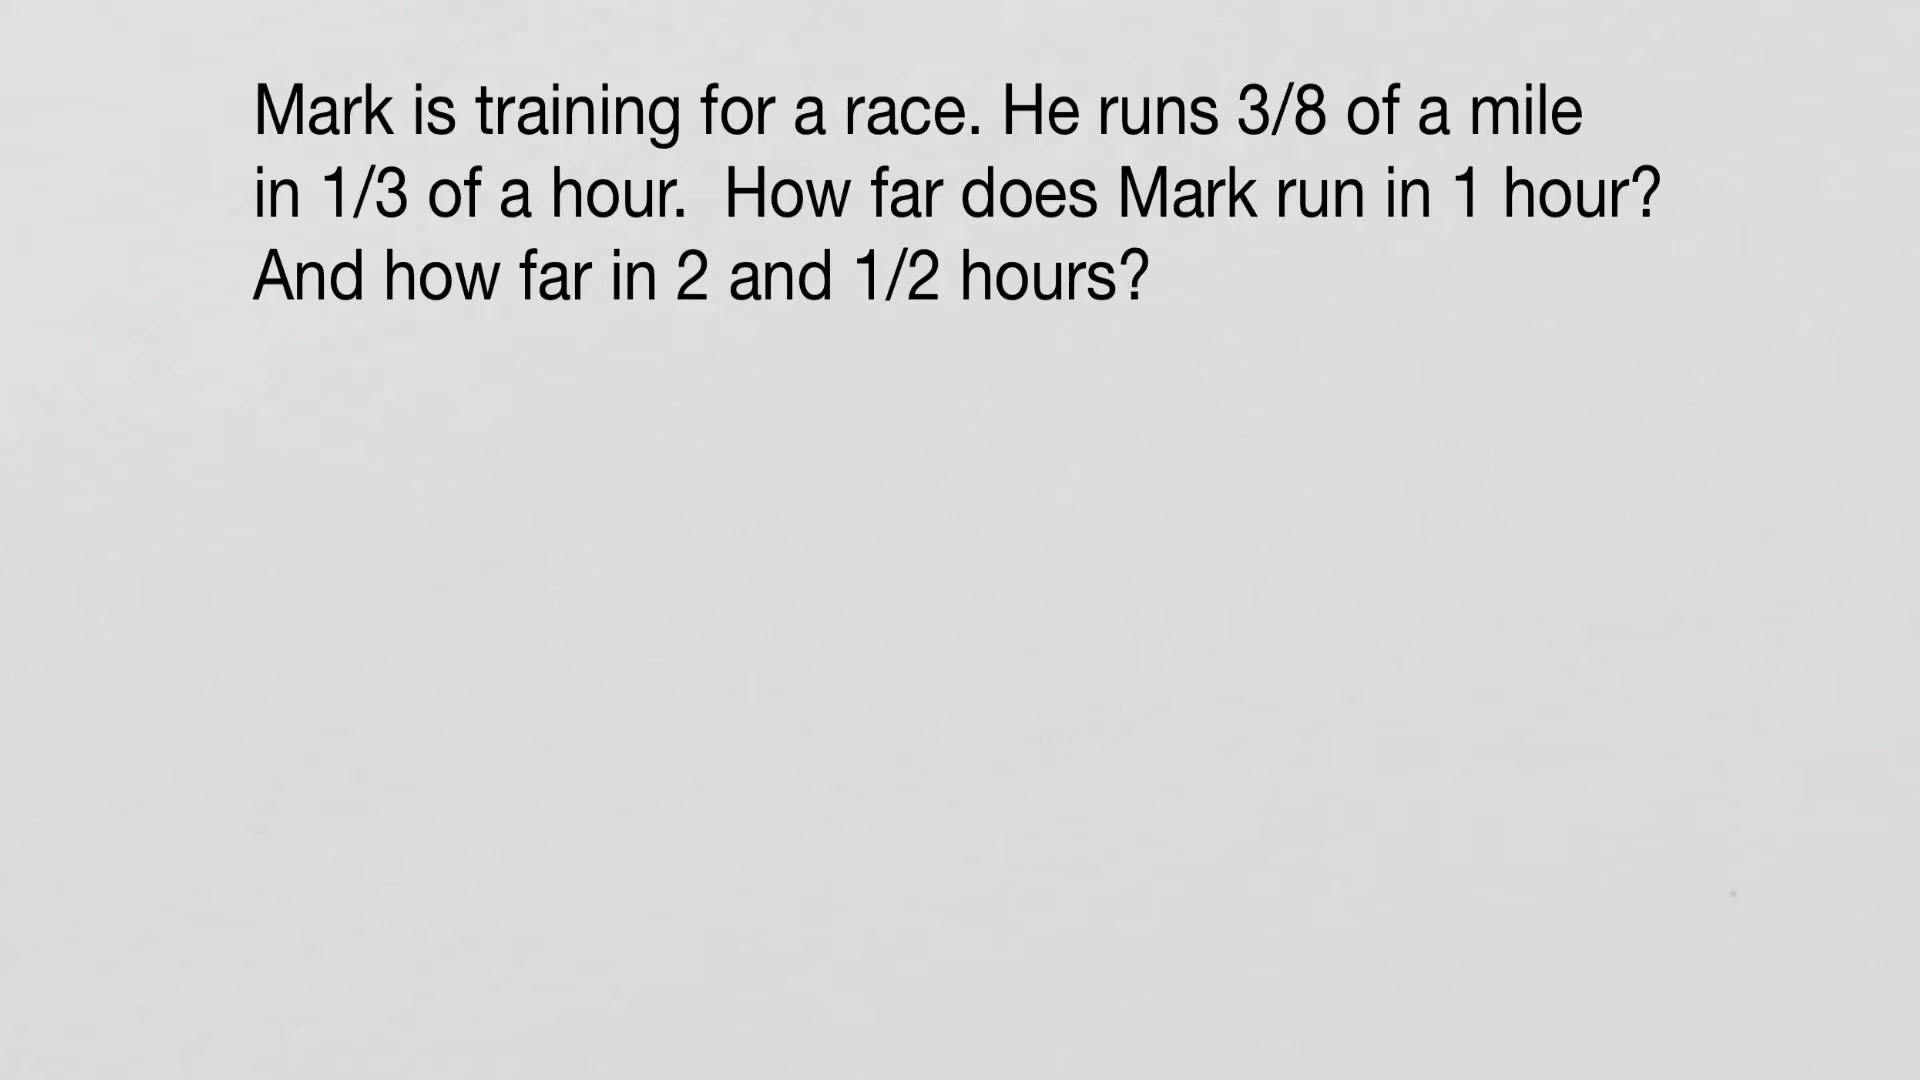 Mark is training for a race. He runs 3/8 of a mile
in 1/3 of a hour.  How far does Mark run in 1 hour?
And how far in 2 and 1/2 hours?